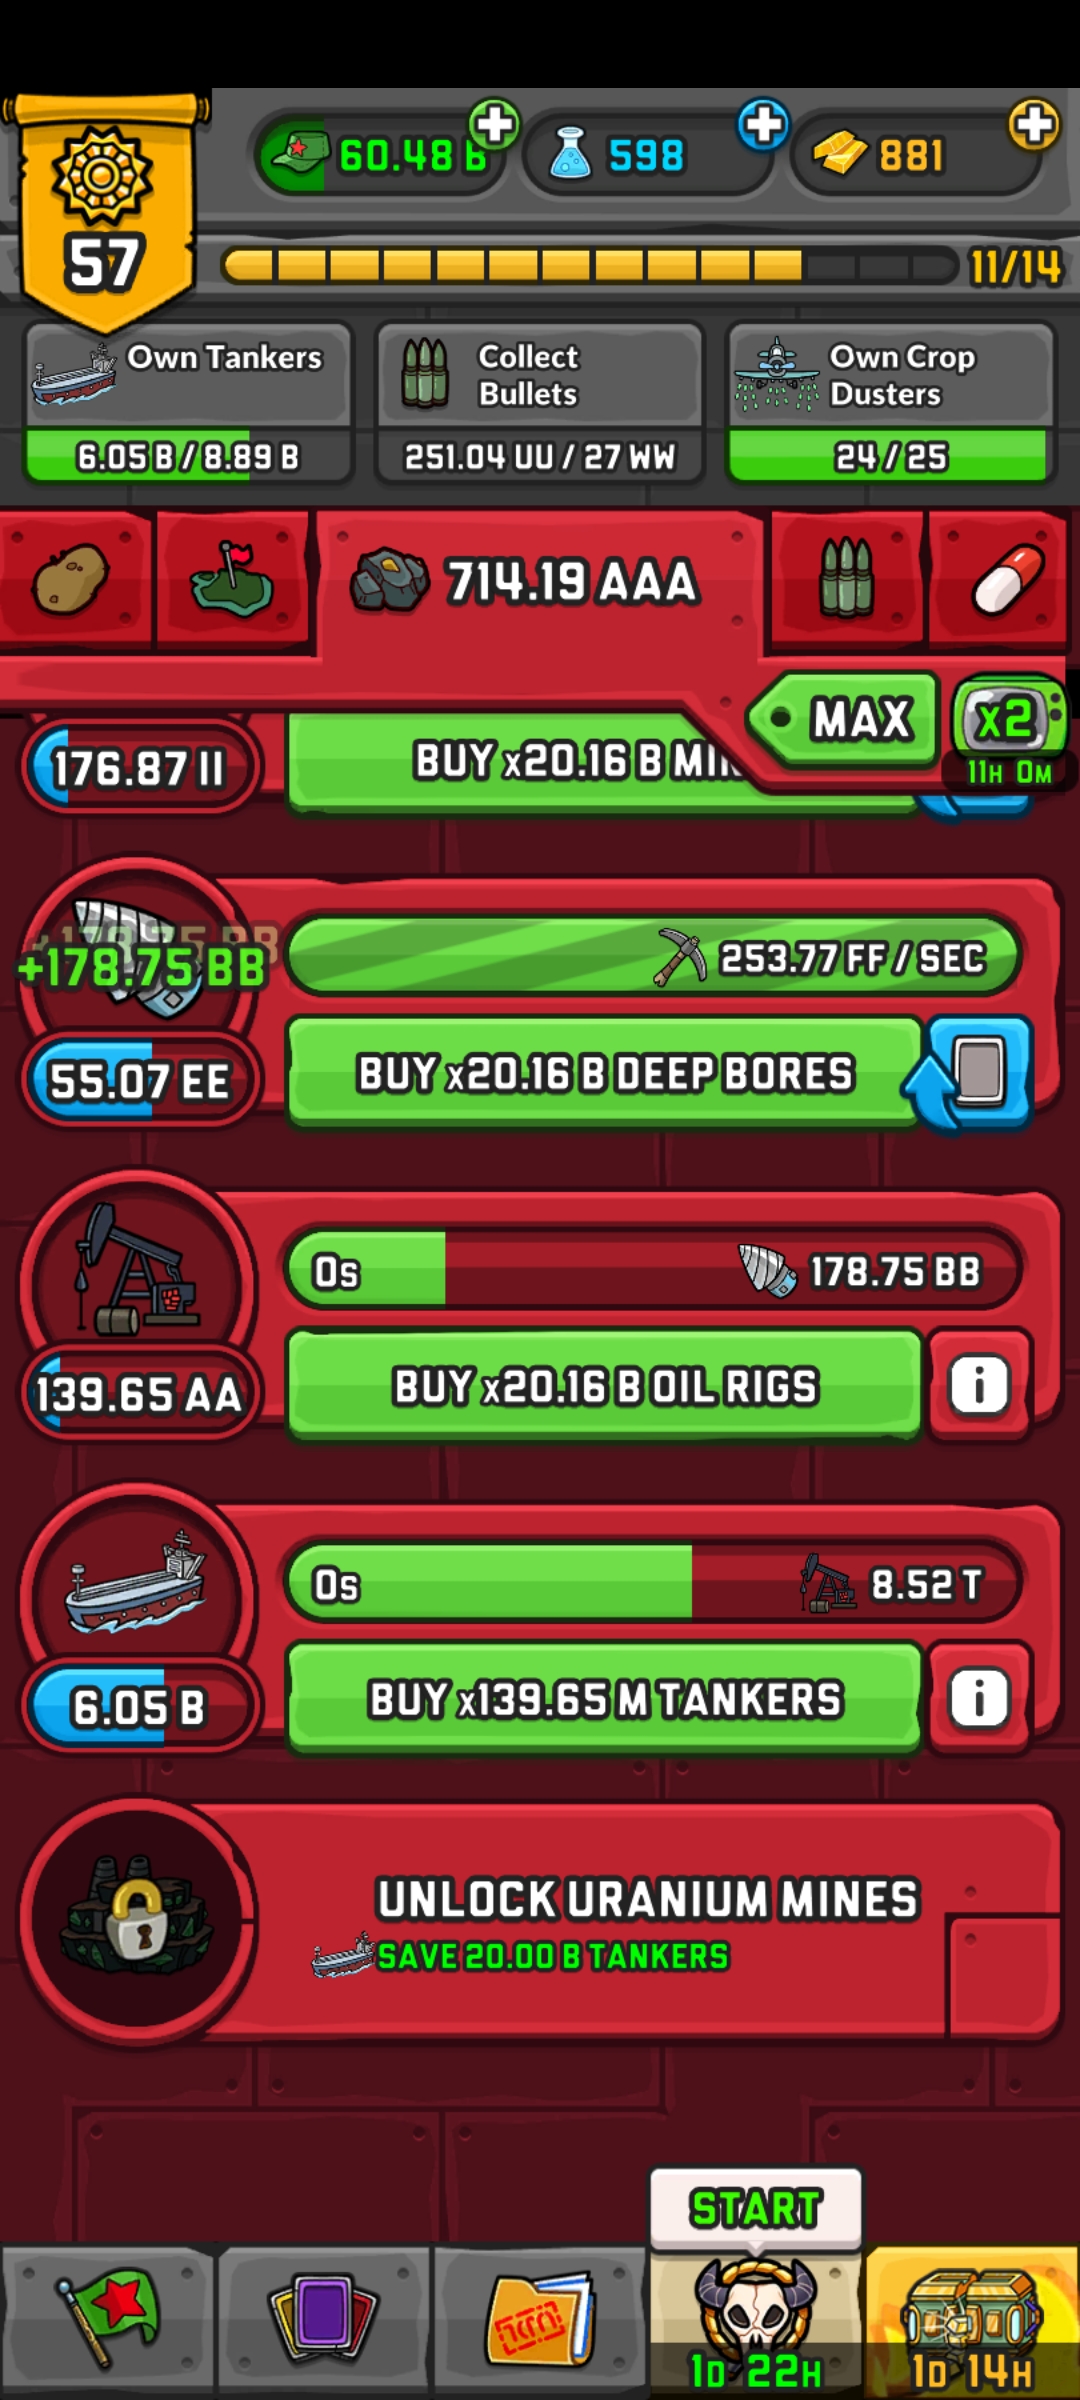 57
60.48 B
598
881
11/14
Own Tankers
6.05 B / 8.89 B
Collect
Bullets
251.04 UU / 27 WW
Own Crop
Dusters
24 / 25
714.19 AAA
MAX
x2
11H 0M
176.87 II
BUY x20.16 B
+178.75 BB
253.77 FF / SEC
55.07 EE
BUY x20.16 B DEEP BORES
0s
178.75 BB
139.65 AA
BUY x20.16 B OIL RIGS
i
0s
8.52 T
6.05 B
BUY x139.65 M TANKERS
i
UNLOCK URANIUM MINES
SAVE 20.00 B TANKERS
START
1D 22H
1D 14H